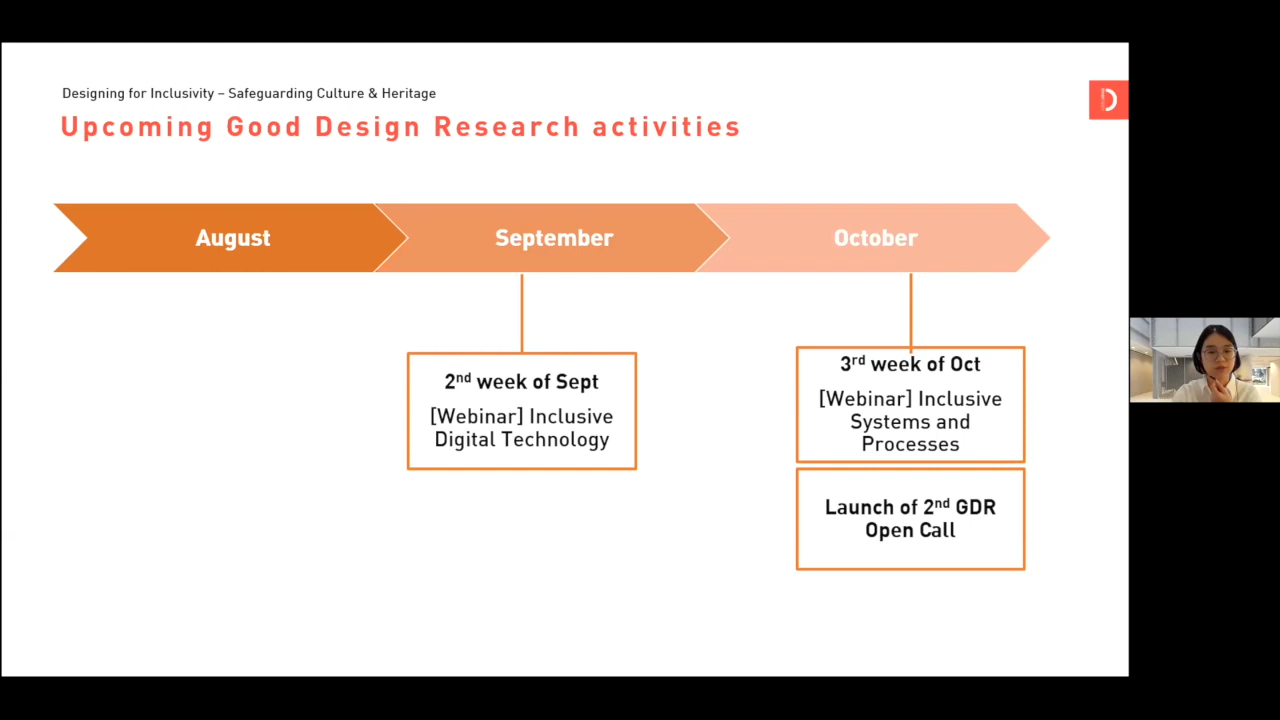 Designing for Inclusivity – Safeguarding Culture & Heritage
Upcoming Good Design Research activities
August
September
October
2nd week of Sept
[Webinar] Inclusive
Digital Technology
3rd week of Oct
[Webinar] Inclusive
Systems and
Processes
Launch of 2nd GDR
Open Call